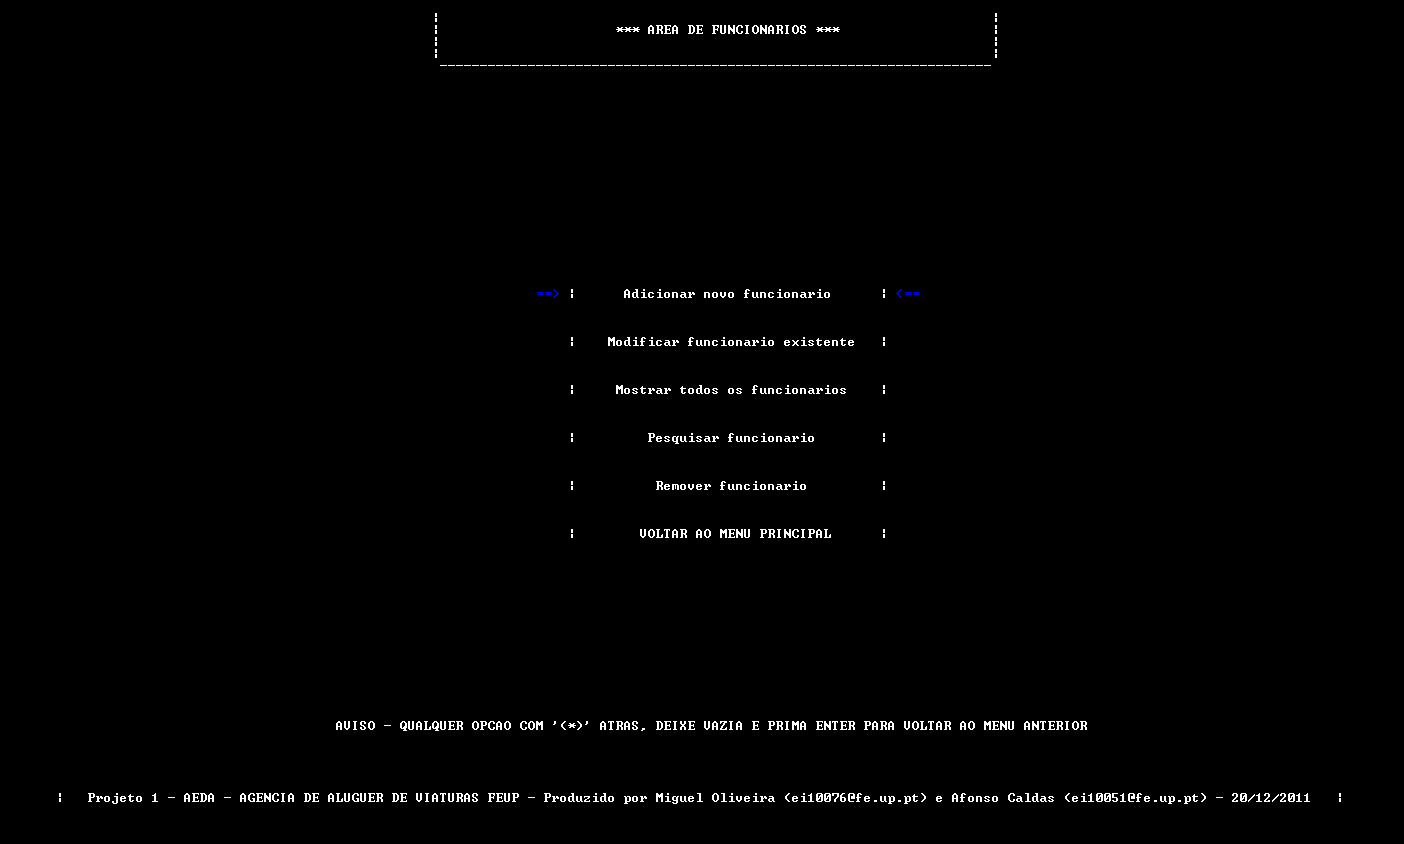 *** AREA DE FUNCIONARIOS ***
==> | Adicionar novo funcionario | <==
| Modificar funcionario existente |
| Mostrar todos os funcionarios |
| Pesquisar funcionario |
| Remover funcionario |
| VOLTAR AO MENU PRINCIPAL |
AVISO - QUALQUER OPCAO COM '(*)' ATRAS, DEIXE VAZIA E PRIMA ENTER PARA VOLTAR AO MENU ANTERIOR
| Projeto 1 - AEDA - AGENCIA DE ALUGUER DE VIATURAS FEUP - Produzido por Miguel Oliveira (ei10076@fe.up.pt) e Afonso Caldas (ei10051@fe.up.pt) - 20/12/2011 |